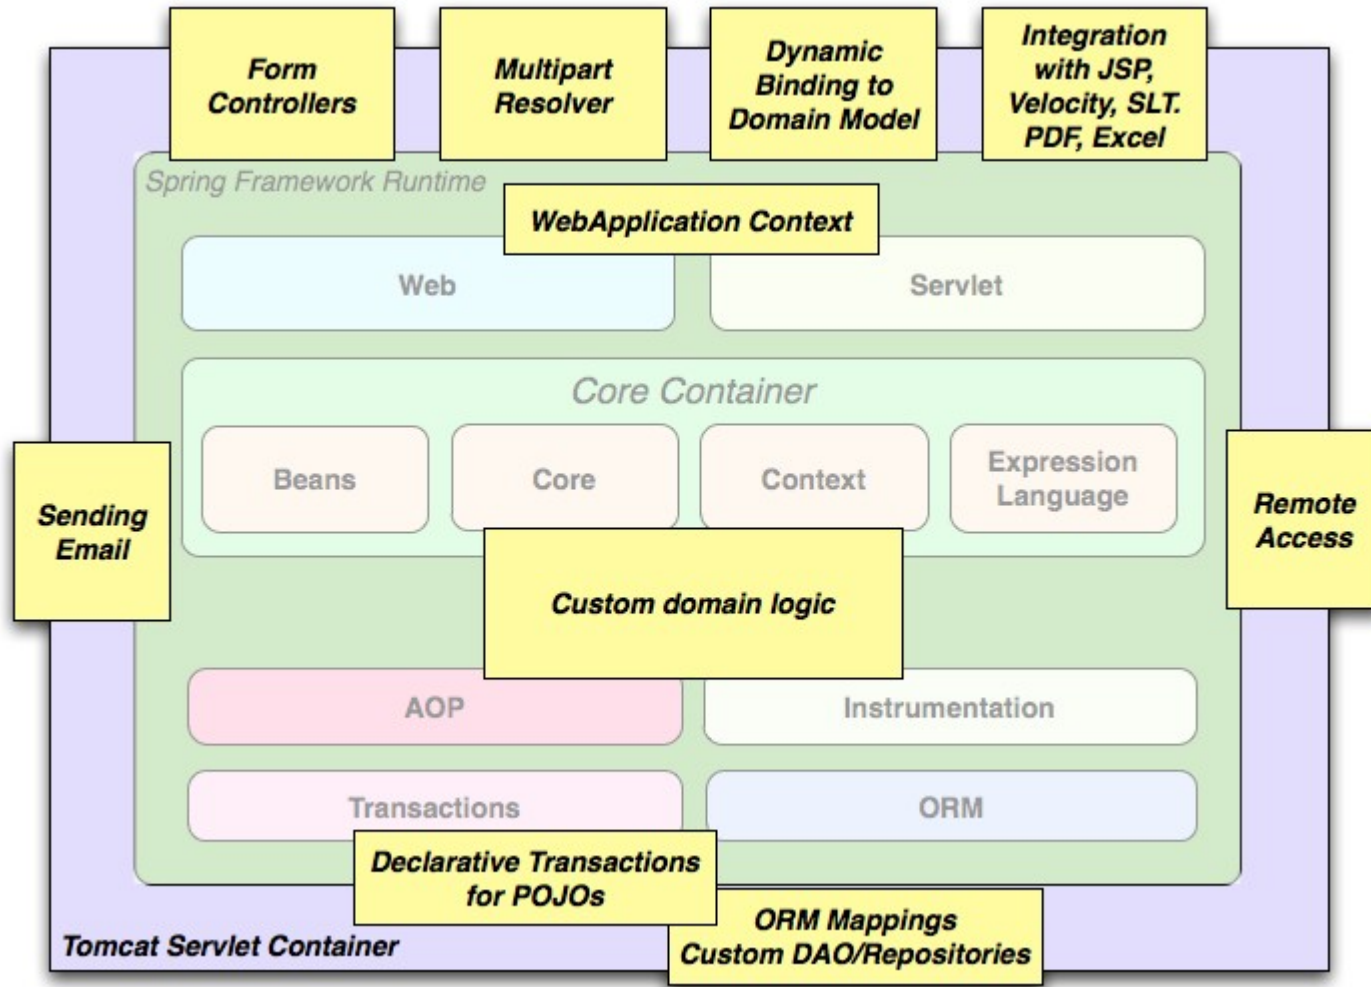 Form
Controllers
Multipart
Resolver
Dynamic
Binding to
Domain Model
Integration
with JSP,
Velocity, SLT.
PDF, Excel
Spring Framework Runtime
WebApplication Context
Web
Servlet
Core Container
Beans
Core
Context
Expression
Language
Sending
Email
Remote
Access
Custom domain logic
AOP
Instrumentation
Transactions
ORM
Declarative Transactions
for POJOs
ORM Mappings
Custom DAO/Repositories
Tomcat Servlet Container